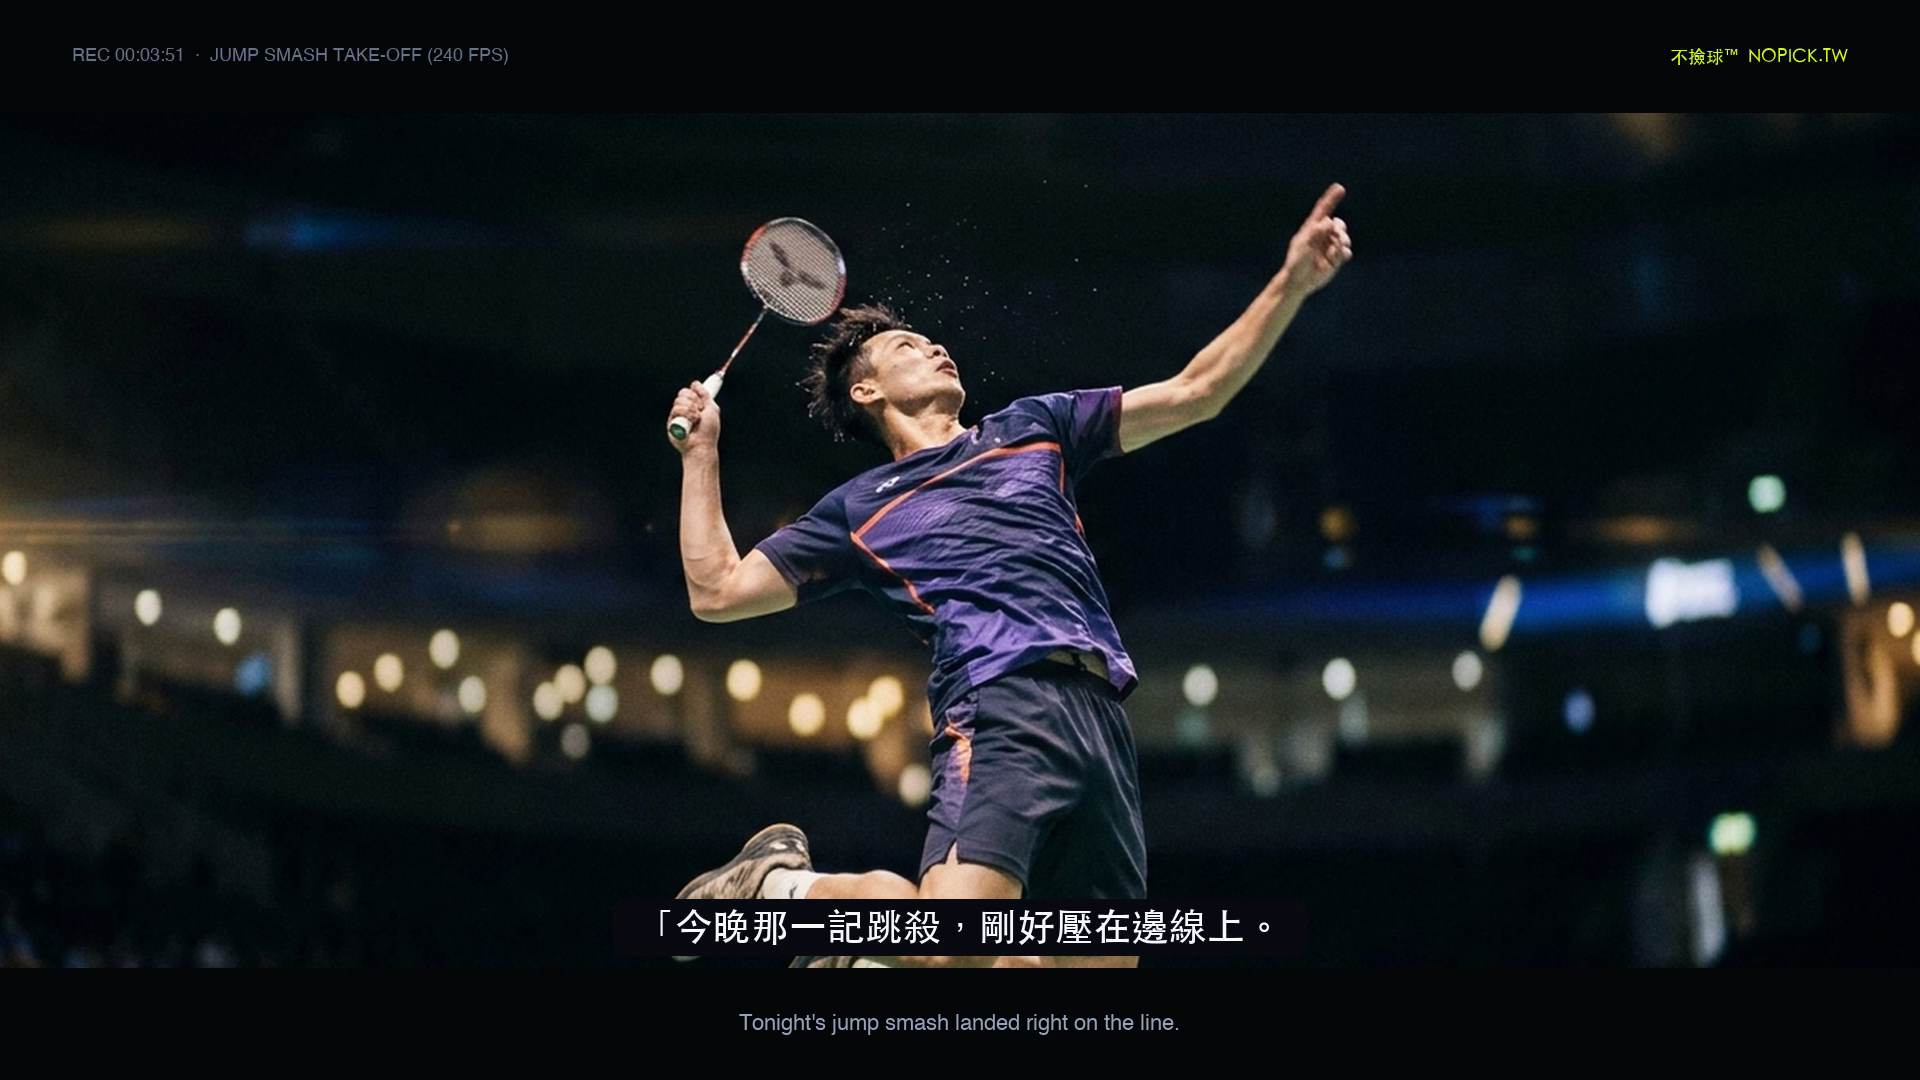 REC 00:03:51 · JUMP SMASH TAKE-OFF (240 FPS)
不撿球™ NOPICK.TW
「今晚那一記跳殺，剛好壓在邊線上。
Tonight's jump smash landed right on the line.